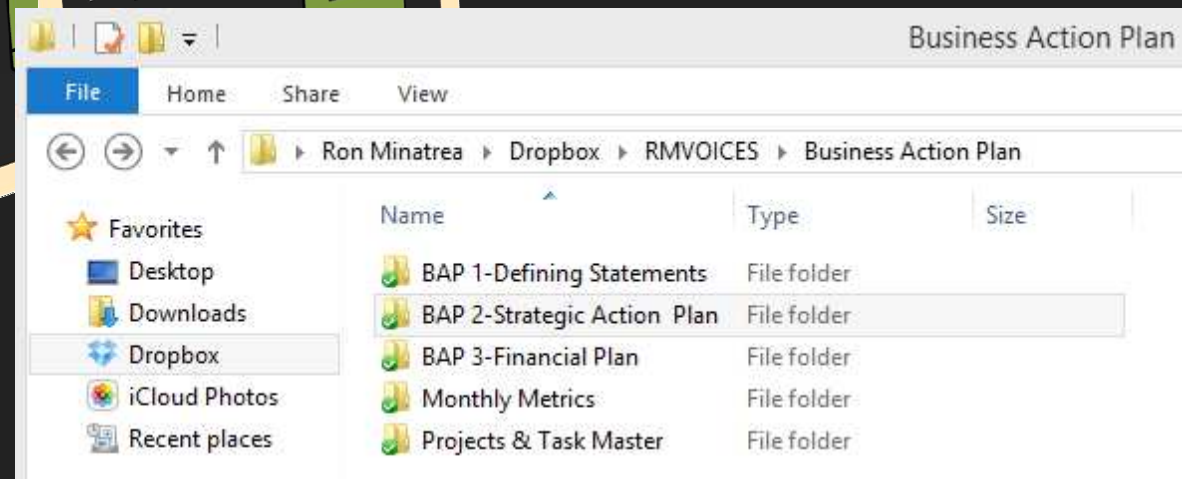 Business Action Plan
File Home Share View
Ron Minatrea Dropbox RMVOICES Business Action Plan
Name Type Size
Favorites
Desktop
Downloads
Dropbox
iCloud Photos
Recent places
BAP 1-Defining Statements File folder
BAP 2-Strategic Action  Plan File folder
BAP 3-Financial Plan File folder
Monthly Metrics File folder
Projects & Task Master File folder